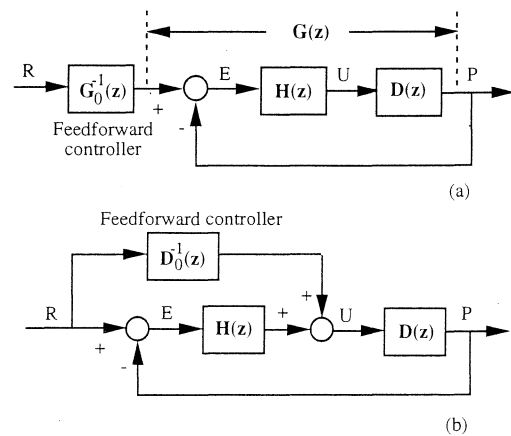 G(z)
R
G₀⁻¹(z)
+
-
E
H(z)
U
D(z)
P
Feedforward
controller
(a)
Feedforward controller
D₀⁻¹(z)
R
+
-
E
H(z)
+
+
U
D(z)
P
(b)